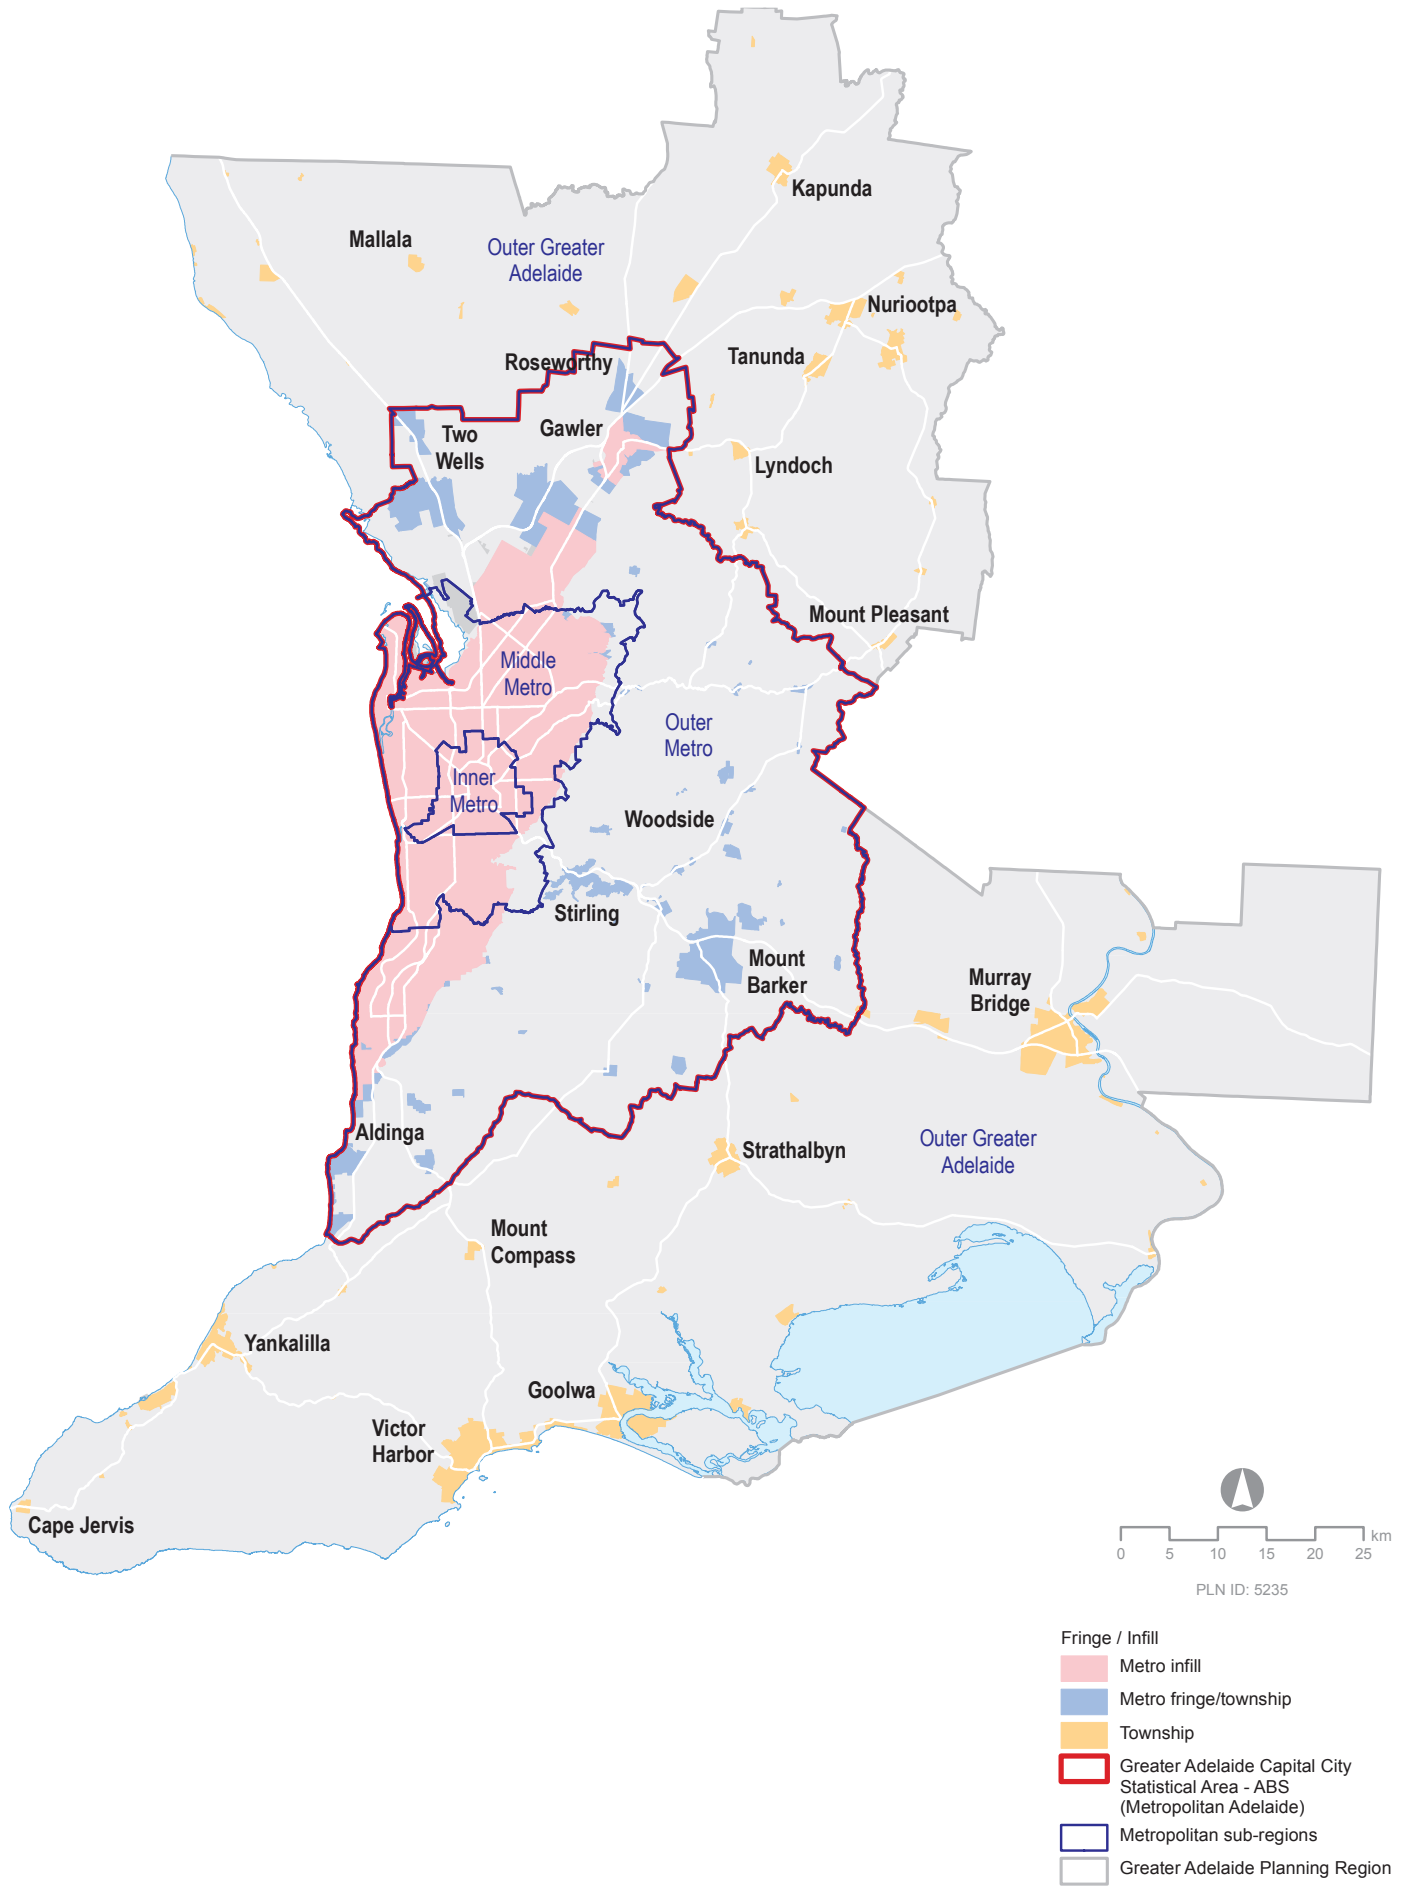 Kapunda
Mallala
Outer Greater
Adelaide
Nuriootpa
Tanunda
Roseworthy
Gawler
Two
Wells
Lyndoch
Mount Pleasant
Middle
Metro
Outer
Metro
Inner
Metro
Woodside
Stirling
Mount
Barker
Murray
Bridge
Aldinga
Outer Greater
Adelaide
Strathalbyn
Mount
Compass
Yankalilla
Goolwa
Victor
Harbor
Cape Jervis
km
0 5 10 15 20 25
PLN ID: 5235
Fringe / Infill
Metro infill
Metro fringe/township
Township
Greater Adelaide Capital City
Statistical Area - ABS
(Metropolitan Adelaide)
Metropolitan sub-regions
Greater Adelaide Planning Region